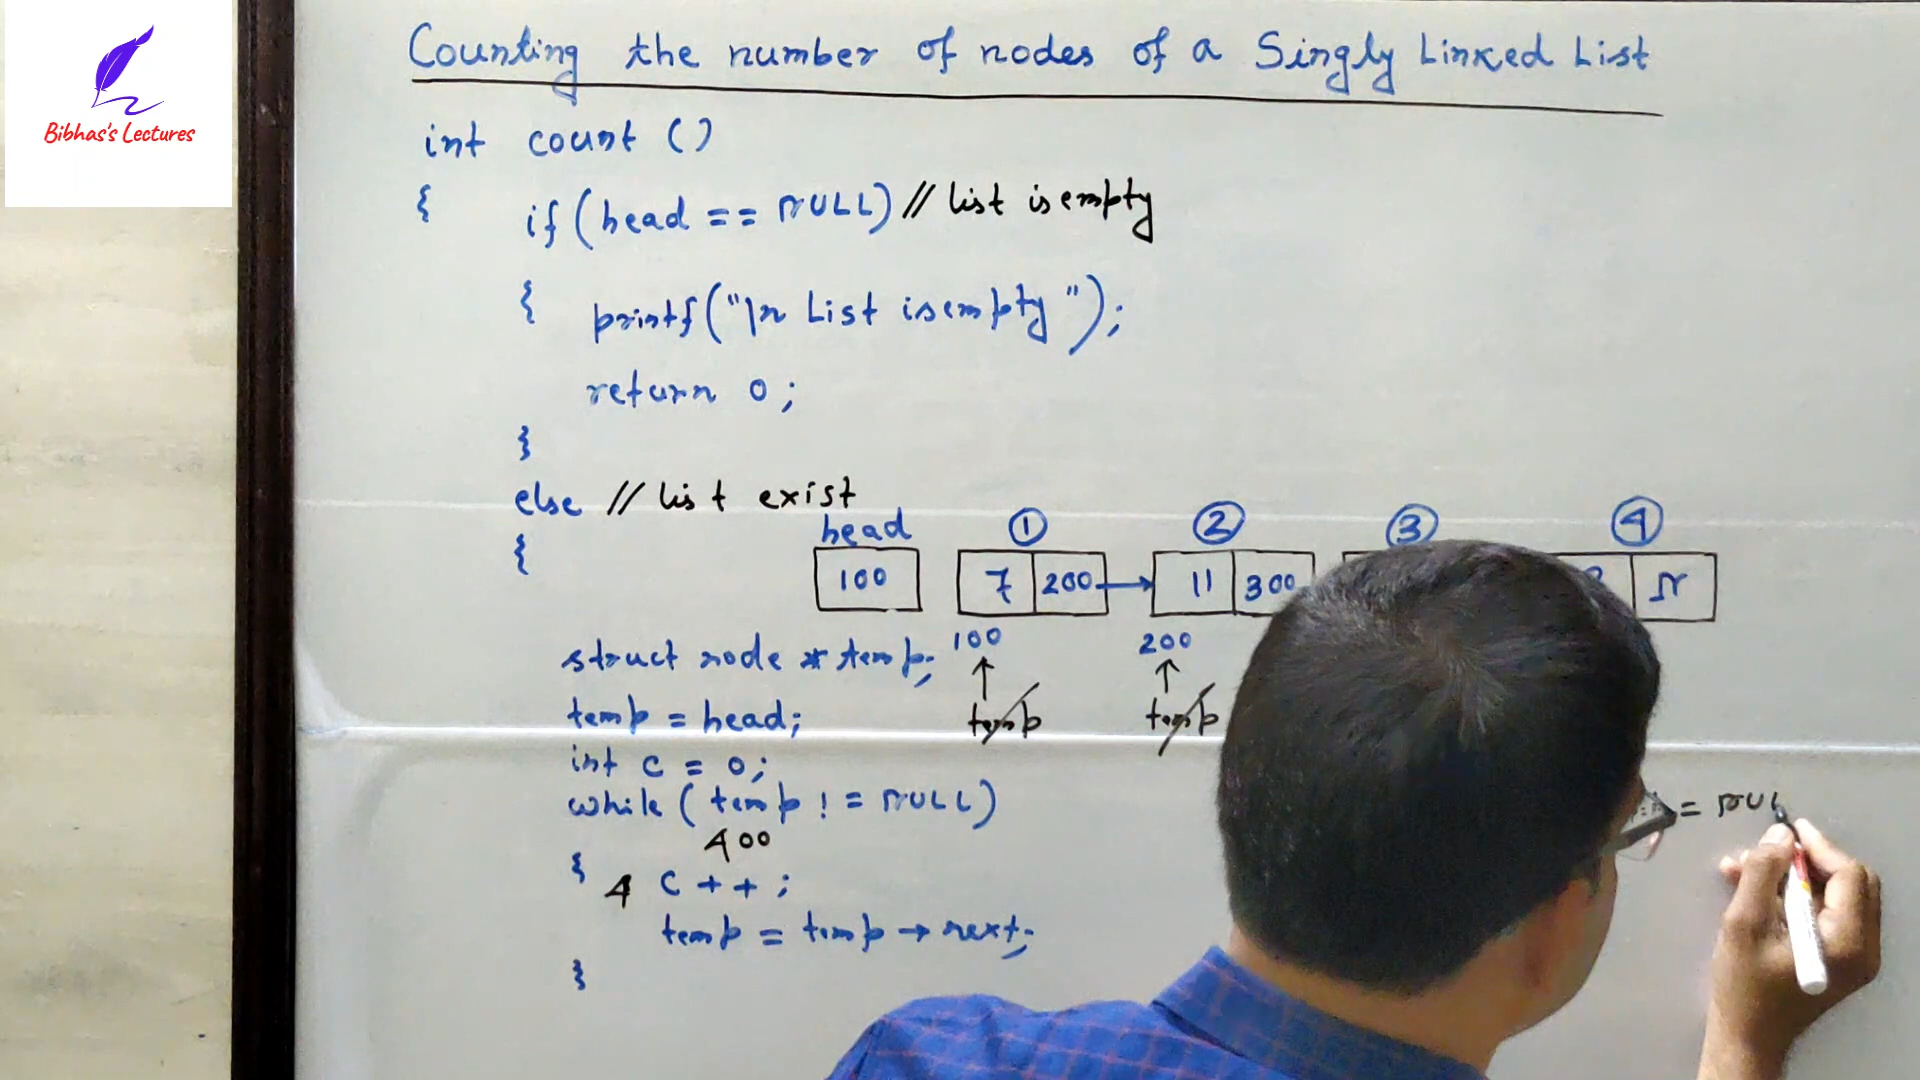 Bibhas's Lectures
Counting the number of nodes of a Singly Linked List
int count ()
{ if (head == NULL) // list is empty
{ printf("\n List is empty");
return 0;
}
else // list exist
{
head ① ② ③ ④
100 7 200 11 300 N
100 200
struct node * temp;
temp temp
temp = head;
int c = 0;
while (temp != NULL)
400
= NUL
{ 4 c++;
temp = temp → next;
}